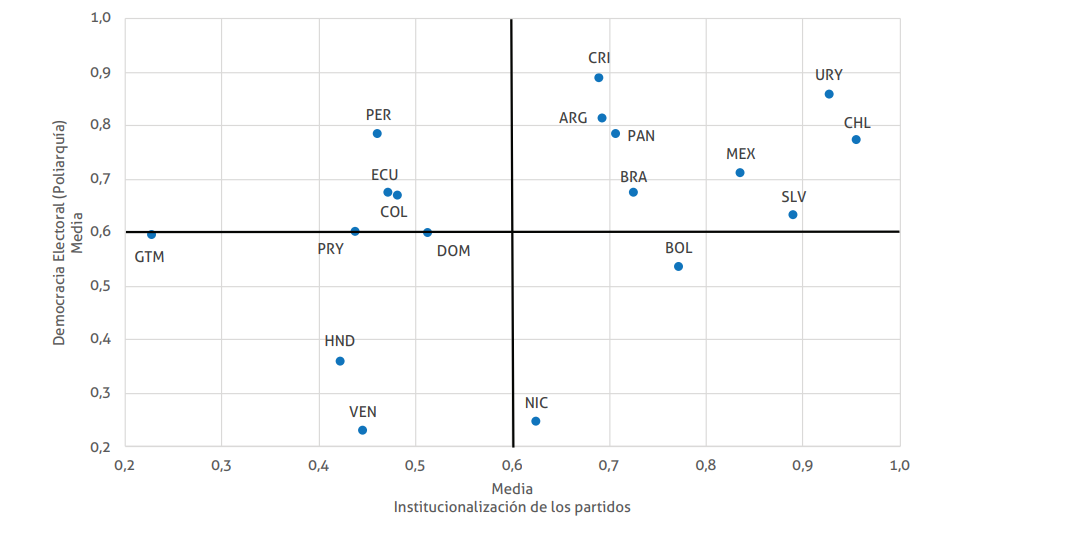 1,0
0,9
0,8
0,7
0,6
0,5
0,4
0,3
0,2
Democracia Electoral (Poliarquía)
Media
CRI
URY
PER
ARG
CHL
PAN
MEX
ECU
BRA
SLV
COL
PRY
DOM
BOL
GTM
HND
NIC
VEN
0,2 0,3 0,4 0,5 0,6 0,7 0,8 0,9 1,0
Media
Institucionalización de los partidos